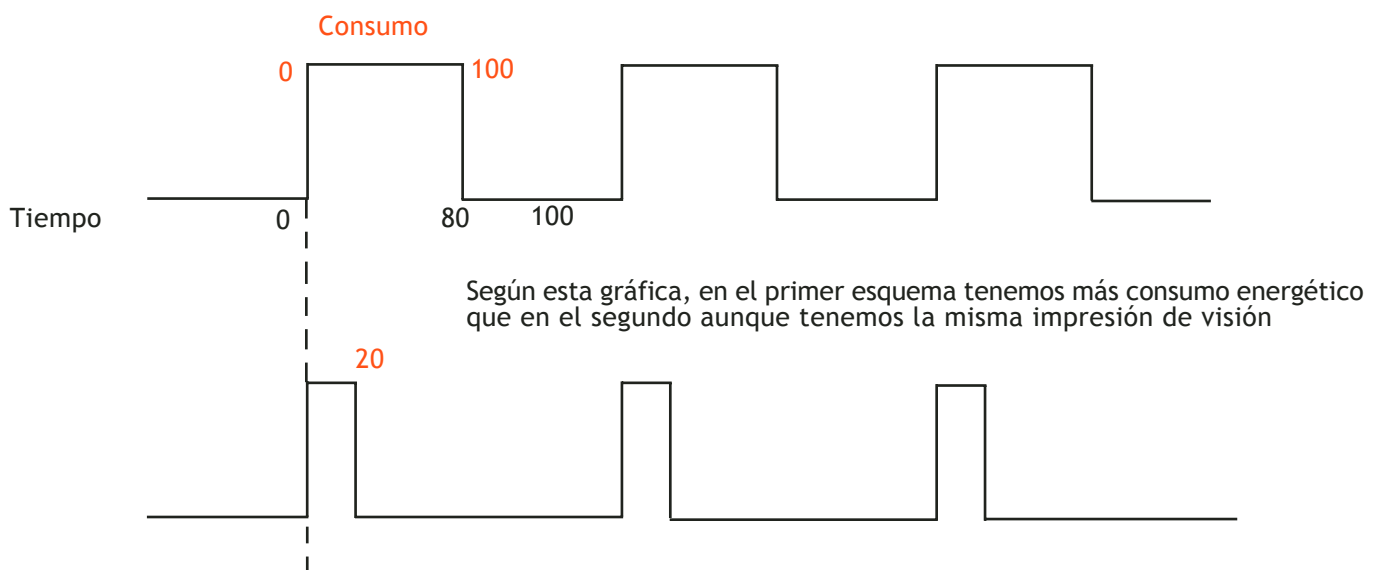 Consumo
0
100
Tiempo
0
80
100
Según esta gráfica, en el primer esquema tenemos más consumo energético
que en el segundo aunque tenemos la misma impresión de visión
20